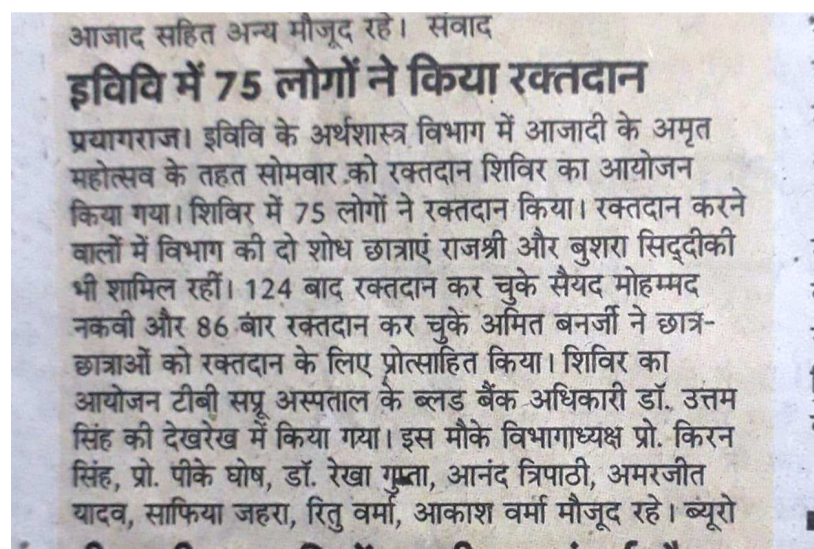 आजाद सहित अन्य मौजूद रहे। संवाद
इविवि में 75 लोगों ने किया रक्तदान
प्रयागराज। इविवि के अर्थशास्त्र विभाग में आजादी के अमृत
महोत्सव के तहत सोमवार को रक्तदान शिविर का आयोजन
किया गया। शिविर में 75 लोगों ने रक्तदान किया। रक्तदान करने
वालों में विभाग की दो शोध छात्राएं राजश्री और बुशरा सिद्दीकी
भी शामिल रहीं। 124 बाद रक्तदान कर चुके सैयद मोहम्मद
नकवी और 86 बार रक्तदान कर चुके अमित बनर्जी ने छात्र-
छात्राओं को रक्तदान के लिए प्रोत्साहित किया। शिविर का
आयोजन टीबी सप्रू अस्पताल के ब्लड बैंक अधिकारी डॉ. उत्तम
सिंह की देखरेख में किया गया। इस मौके विभागाध्यक्ष प्रो. किरन
सिंह, प्रो. पीके घोष, डॉ. रेखा गुप्ता, आनंद त्रिपाठी, अमरजीत
यादव, साफिया जहरा, रितु वर्मा, आकाश वर्मा मौजूद रहे। ब्यूरो